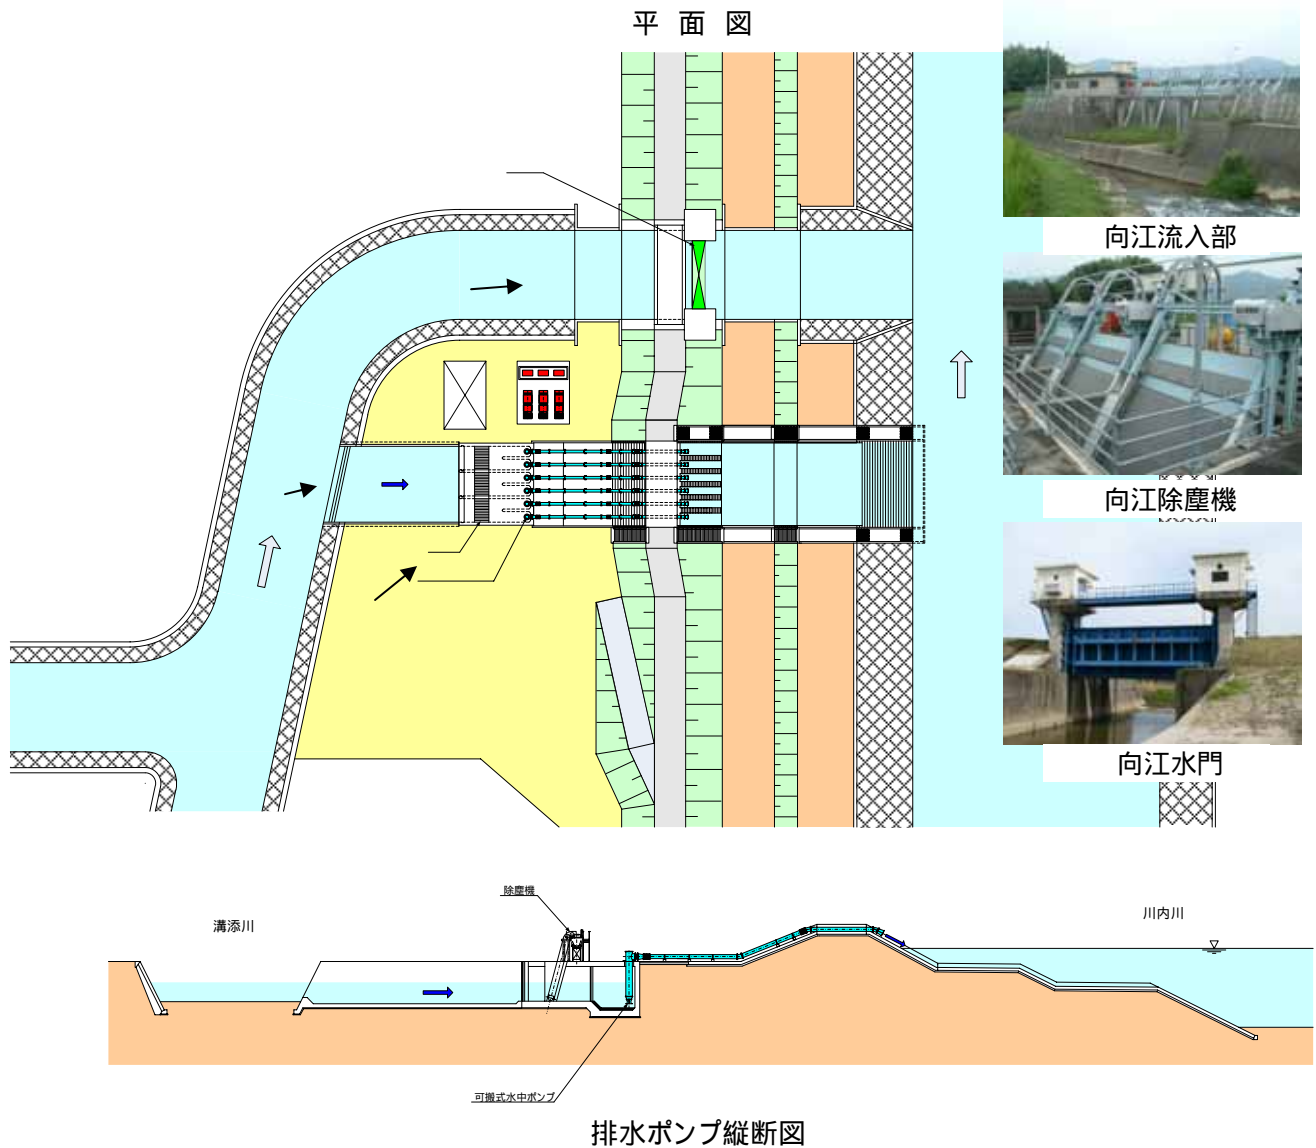 平面図
向江流入部
向江除塵機
向江水門
除塵機
溝添川
川内川
可搬式水中ポンプ
排水ポンプ縦断図